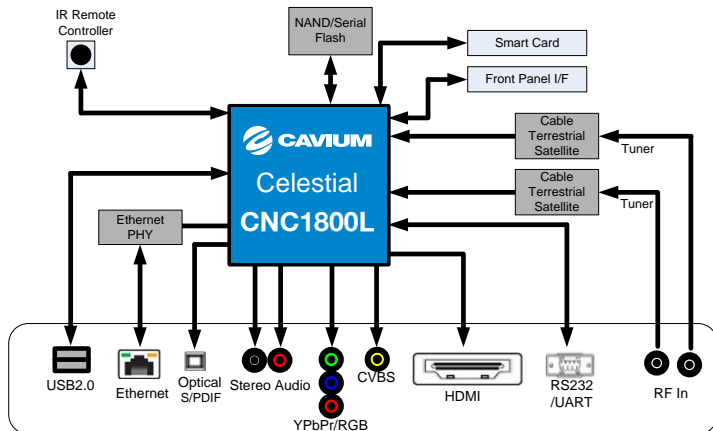 IR Remote
Controller
NAND/Serial
Flash
Smart Card
Front Panel I/F
CAVIUM
Celestial
CNC1800L
Cable
Terrestrial
Satellite
Tuner
Cable
Terrestrial
Satellite
Tuner
Ethernet
PHY
USB2.0
Ethernet
Optical
S/PDIF
Stereo Audio
YPbPr/RGB
CVBS
HDMI
RS232
/UART
RF In